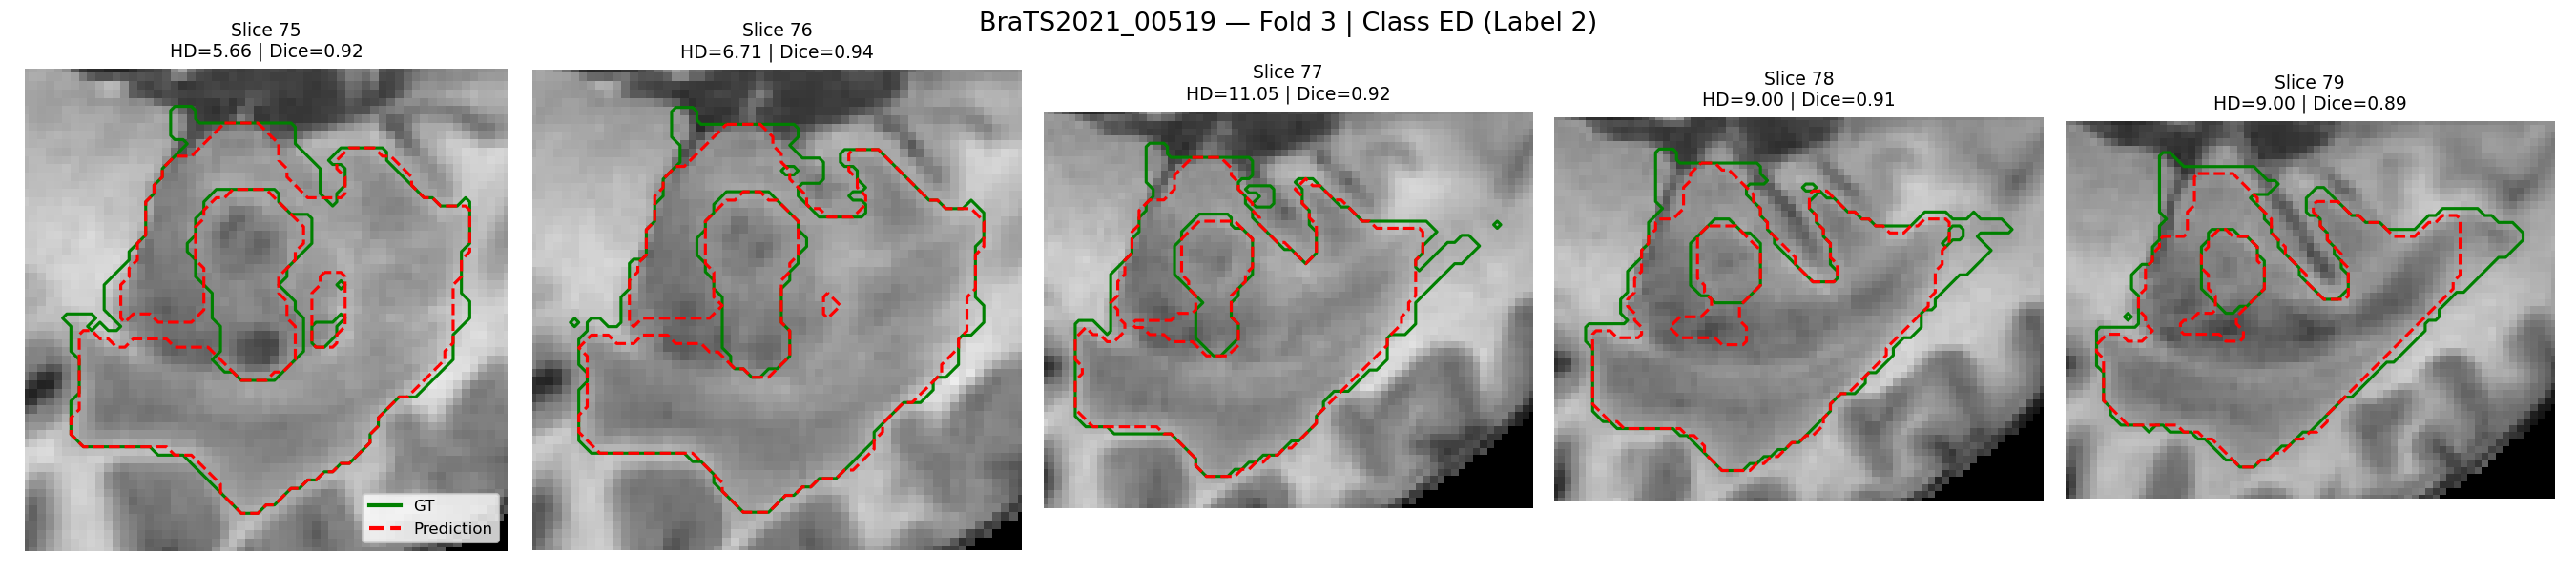 BraTS2021_00519 — Fold 3 | Class ED (Label 2)
Slice 75
HD=5.66 | Dice=0.92
Slice 76
HD=6.71 | Dice=0.94
Slice 77
HD=11.05 | Dice=0.92
Slice 78
HD=9.00 | Dice=0.91
Slice 79
HD=9.00 | Dice=0.89
GT
Prediction